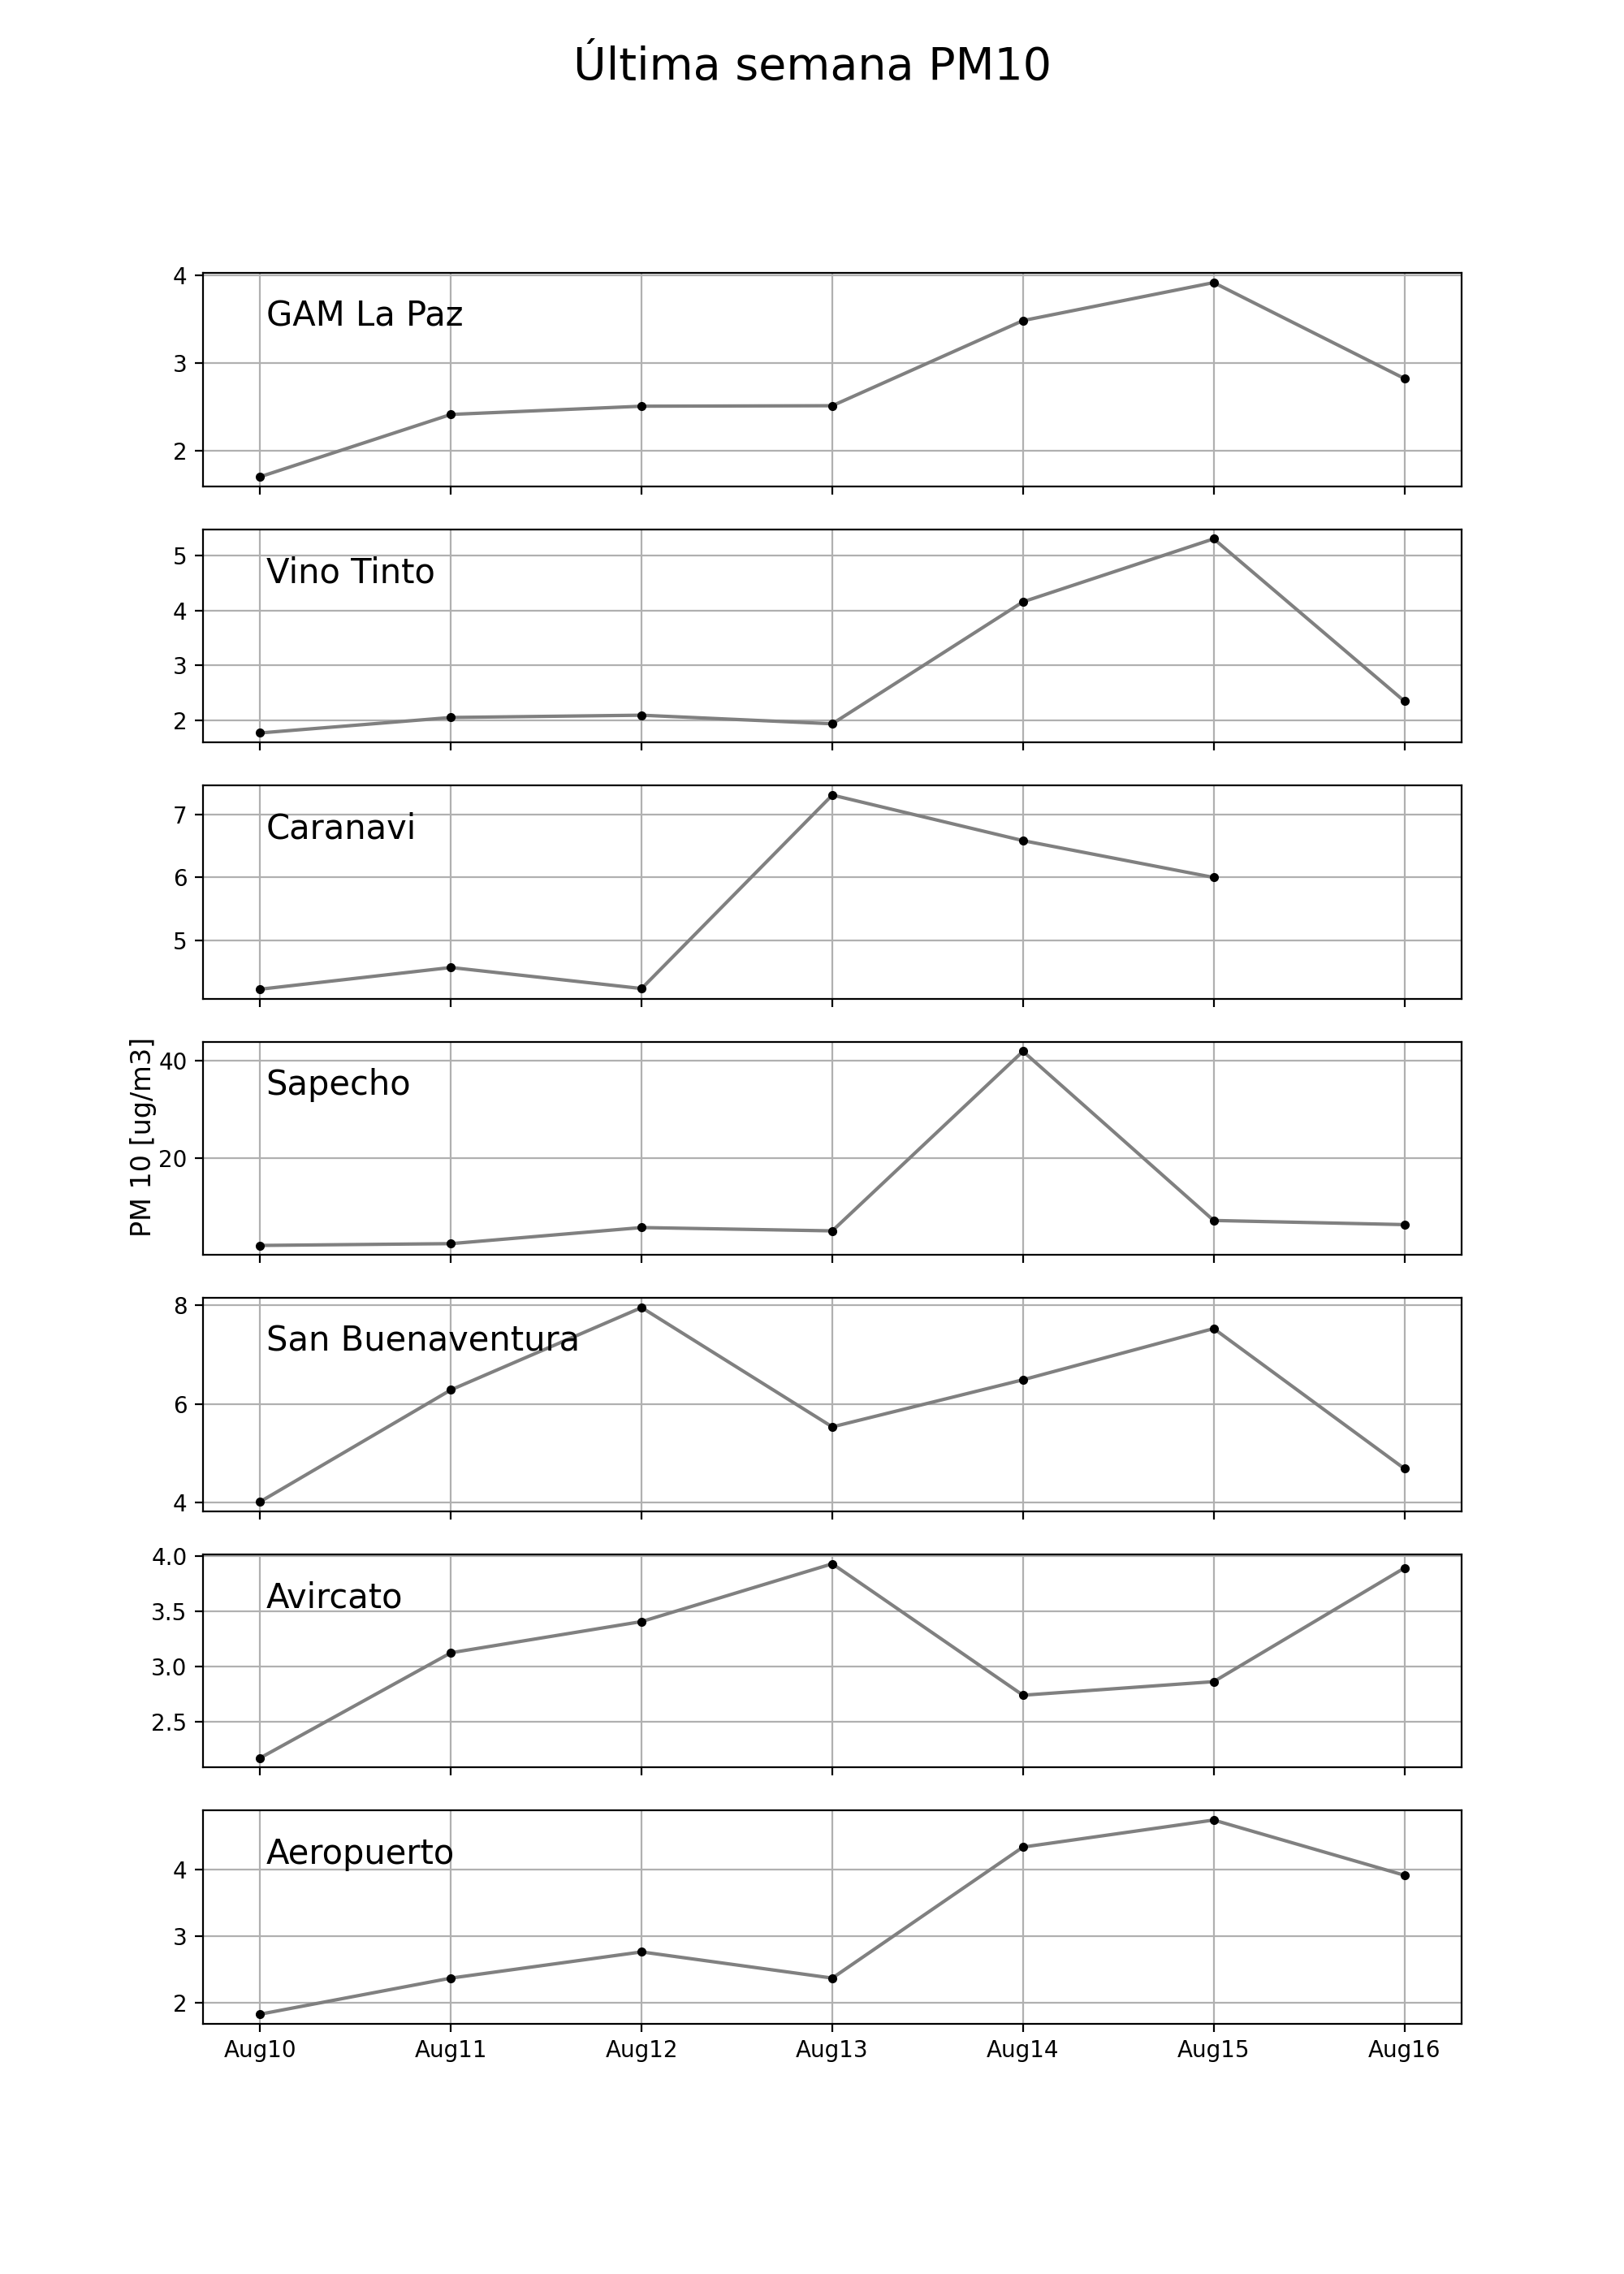 Última semana PM10
4
GAM La Paz
3
2
5
Vino Tinto
4
3
2
7
Caranavi
6
5
PM 10 [ug/m3]
40
Sapecho
20
8
San Buenaventura
6
4
4.0
Avircato
3.5
3.0
2.5
Aeropuerto
4
3
2
Aug10 Aug11 Aug12 Aug13 Aug14 Aug15 Aug16